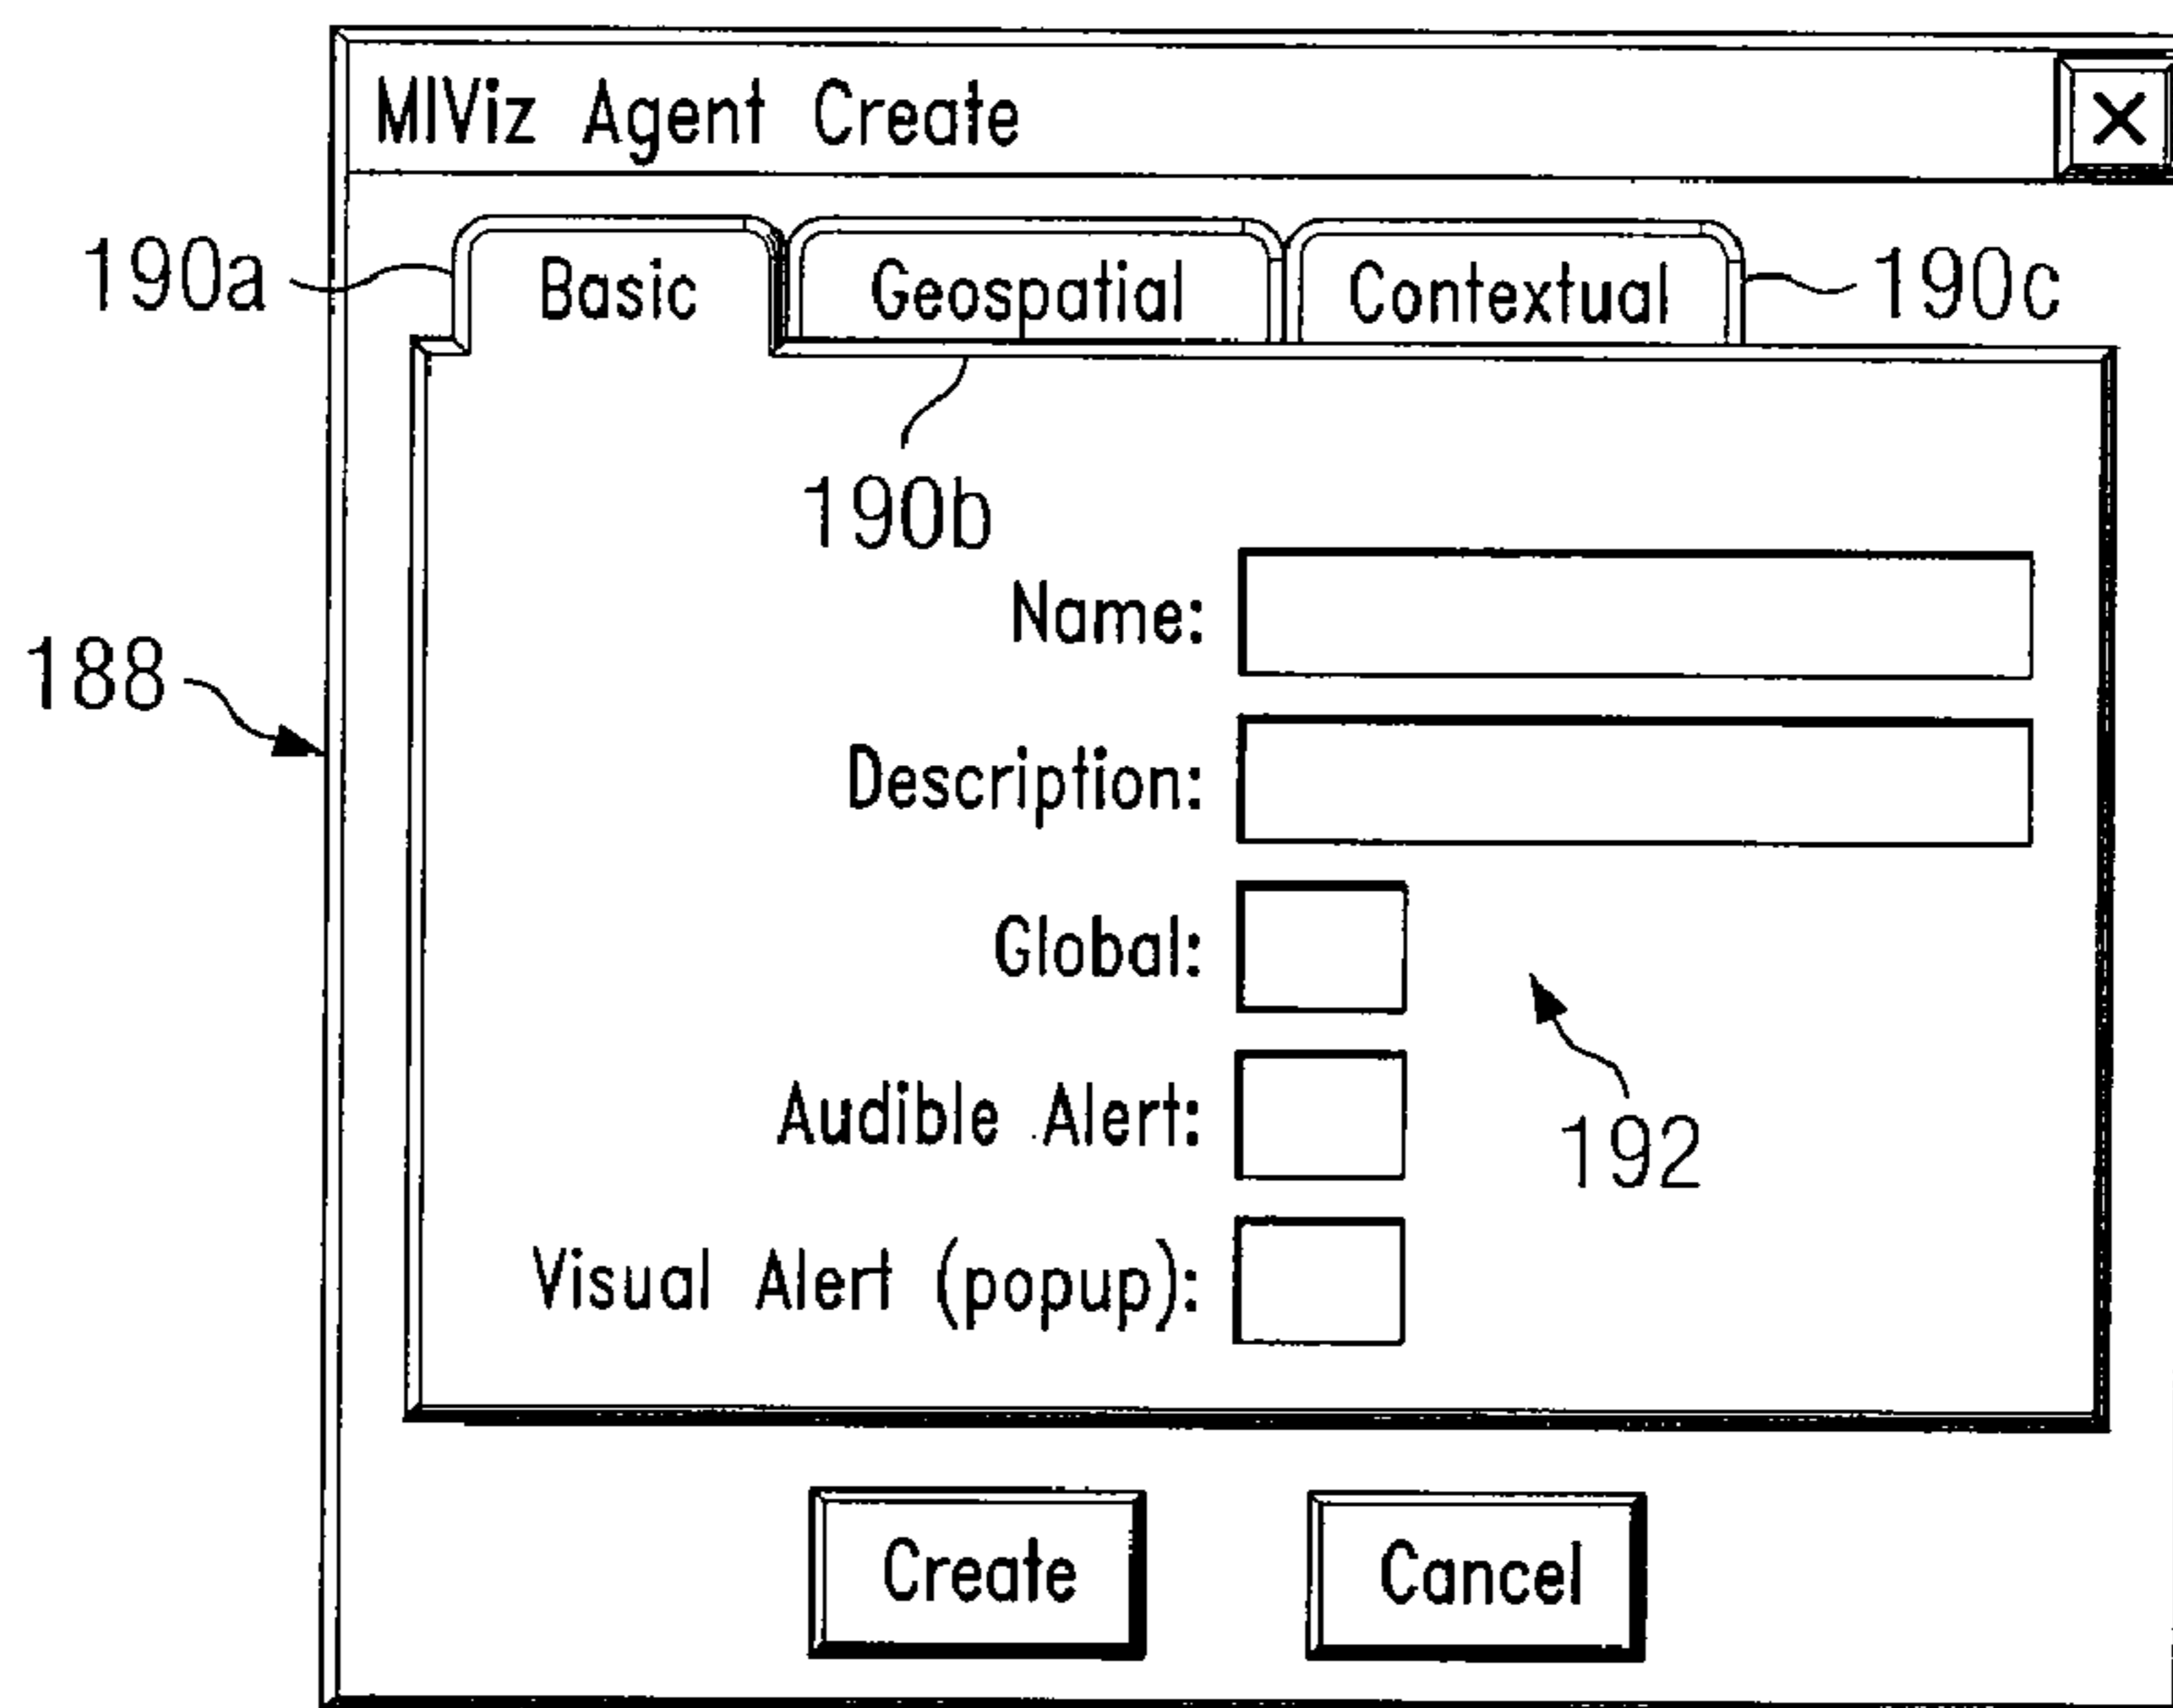 MIViz Agent Create X
190a Basic Geospatial Contextual 190c
190b
Name:
188
Description:
Global:
Audible Alert:
192
Visual Alert (popup):
Create Cancel